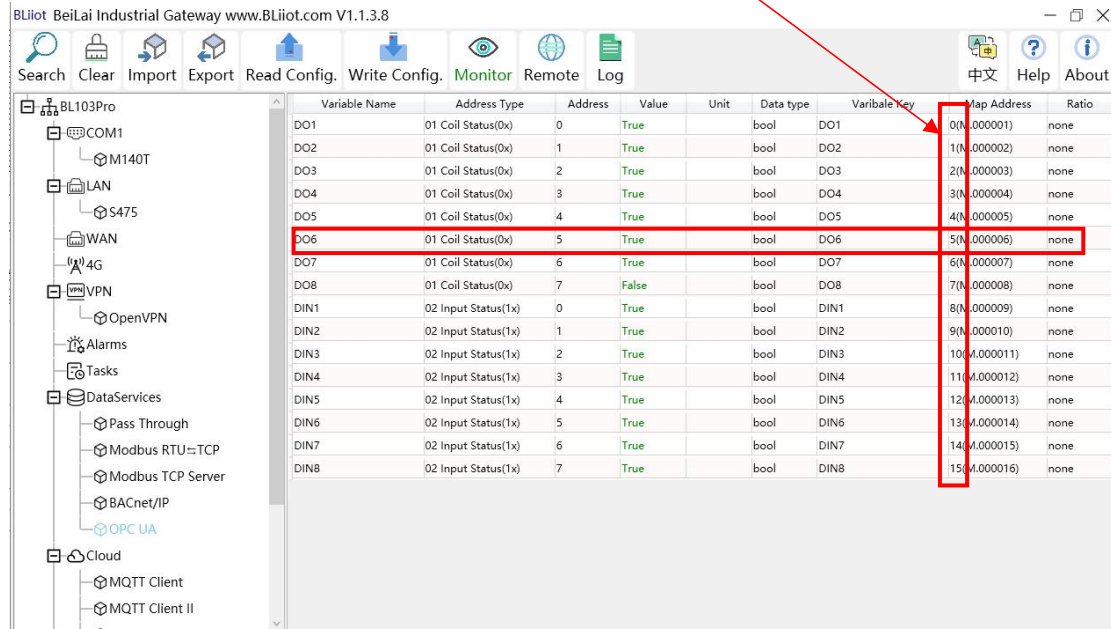 BLiiot BeiLai Industrial Gateway www.BLiiot.com V1.1.3.8
Search Clear Import Export Read Config. Write Config. Monitor Remote Log 中文 Help About
BL103Pro
COM1
M140T
LAN
S475
WAN
4G
VPN
VPN
OpenVPN
Alarms
Tasks
DataServices
Pass Through
Modbus RTU⇆TCP
Modbus TCP Server
BACnet/IP
OPC UA
Cloud
MQTT Client
MQTT Client II
Variable Name Address Type Address Value Unit Data type Varibale Key Map Address Ratio
DO1 01 Coil Status(0x) 0 True bool DO1 0(M.000001) none
DO2 01 Coil Status(0x) 1 True bool DO2 1(M.000002) none
DO3 01 Coil Status(0x) 2 True bool DO3 2(M.000003) none
DO4 01 Coil Status(0x) 3 True bool DO4 3(M.000004) none
DO5 01 Coil Status(0x) 4 True bool DO5 4(M.000005) none
DO6 01 Coil Status(0x) 5 True bool DO6 5(M.000006) none
DO7 01 Coil Status(0x) 6 True bool DO7 6(M.000007) none
DO8 01 Coil Status(0x) 7 False bool DO8 7(M.000008) none
DIN1 02 Input Status(1x) 0 True bool DIN1 8(M.000009) none
DIN2 02 Input Status(1x) 1 True bool DIN2 9(M.000010) none
DIN3 02 Input Status(1x) 2 True bool DIN3 10(M.000011) none
DIN4 02 Input Status(1x) 3 True bool DIN4 11(M.000012) none
DIN5 02 Input Status(1x) 4 True bool DIN5 12(M.000013) none
DIN6 02 Input Status(1x) 5 True bool DIN6 13(M.000014) none
DIN7 02 Input Status(1x) 6 True bool DIN7 14(M.000015) none
DIN8 02 Input Status(1x) 7 True bool DIN8 15(M.000016) none